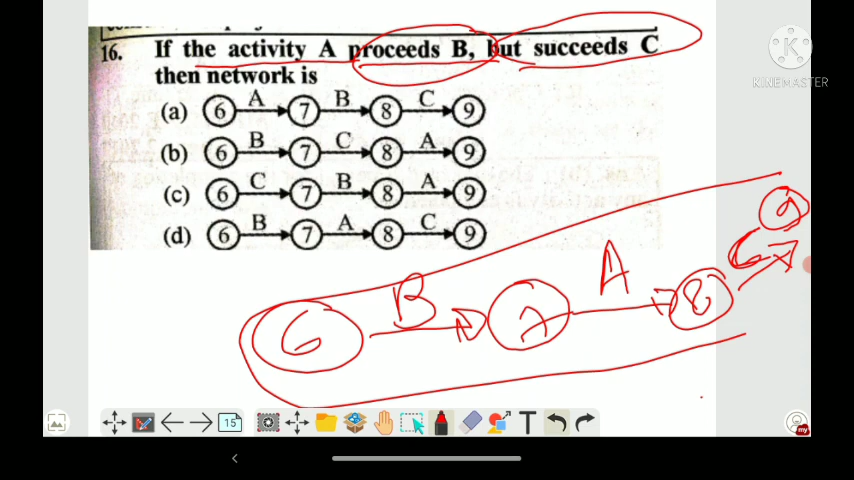 16. If the activity A proceeds B, but succeeds C
then network is
(a) 6 A 7 B 8 C 9
(b) 6 B 7 C 8 A 9
(c) 6 C 7 B 8 A 9
(d) 6 B 7 A 8 C 9
6 B 7 A 8 C 9
K
KINEMASTER
15
T
my